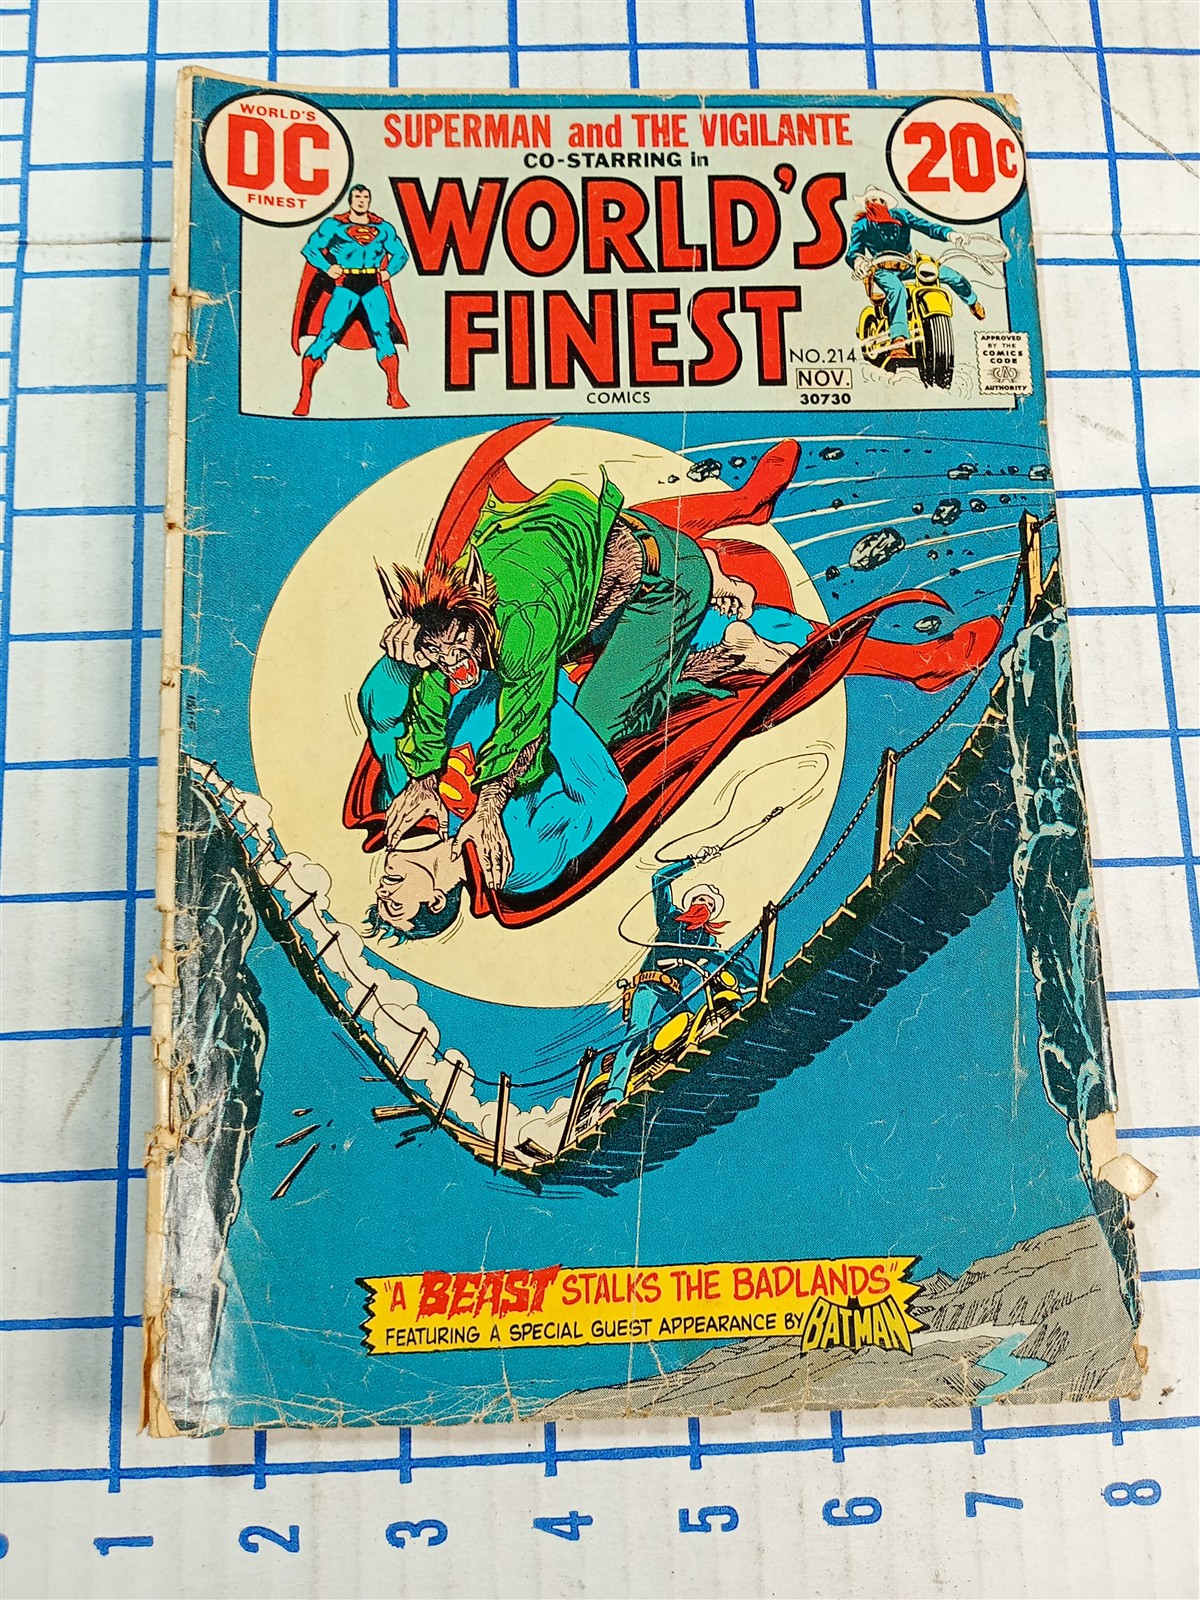 WORLD'S
DC
FINEST
SUPERMAN and THE VIGILANTE
CO-STARRING in
WORLD'S
FINEST
COMICS
20C
NO.214
NOV.
30730
APPROVED
BY THE
COMICS
CODE
AUTHORITY
"A BEAST STALKS THE BADLANDS"
FEATURING A SPECIAL GUEST APPEARANCE BY BATMAN
1 2 3 4 5 6 7 8